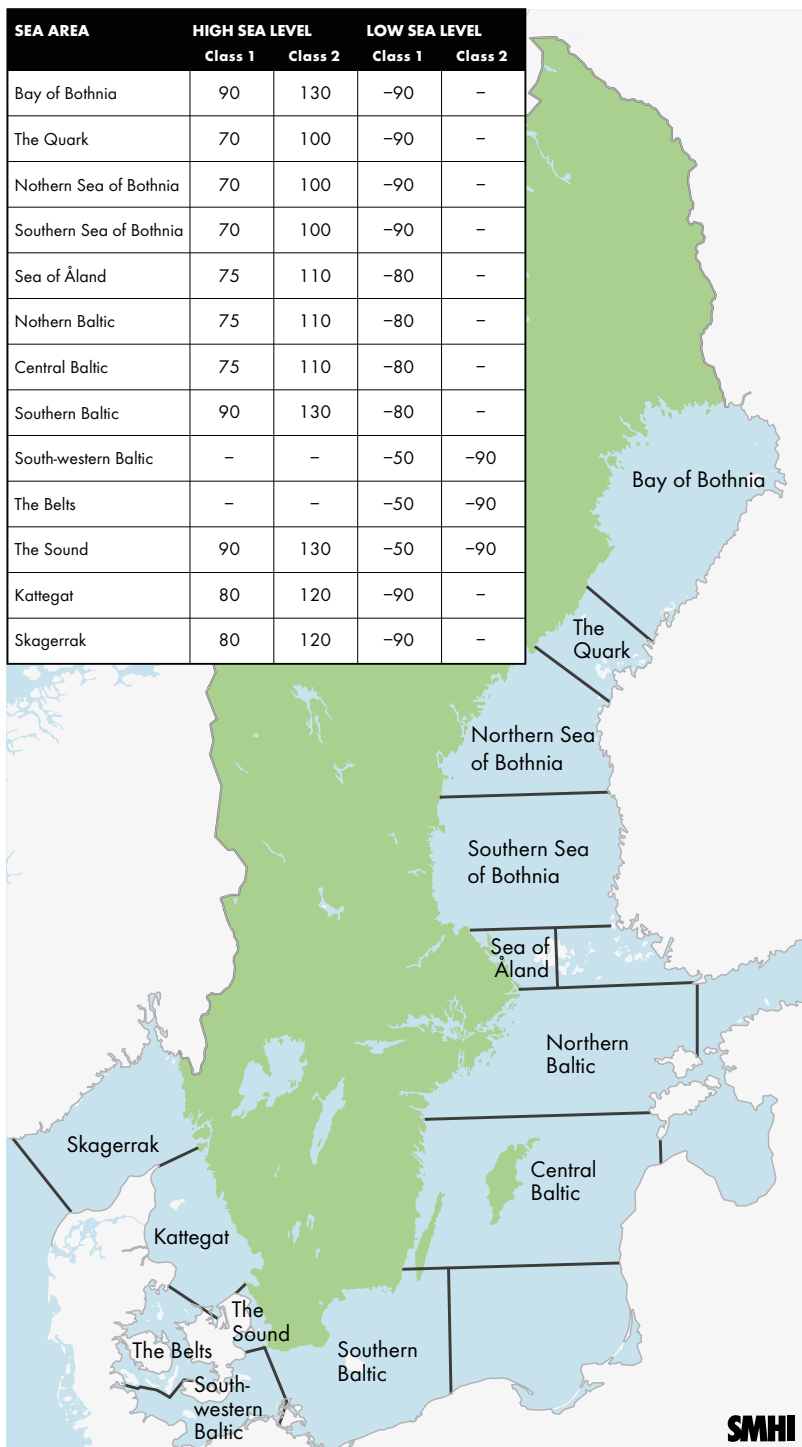 SEA AREA HIGH SEA LEVEL LOW SEA LEVEL
Class 1 Class 2 Class 1 Class 2
Bay of Bothnia 90 130 −90 –
The Quark 70 100 −90 –
Nothern Sea of Bothnia 70 100 −90 –
Southern Sea of Bothnia 70 100 −90 –
Sea of Åland 75 110 −80 –
Nothern Baltic 75 110 −80 –
Central Baltic 75 110 −80 –
Southern Baltic 90 130 −80 –
South-western Baltic – – −50 −90
The Belts – – −50 −90
The Sound 90 130 −50 −90
Kattegat 80 120 −90 –
Skagerrak 80 120 −90 –
Bay of Bothnia
The
Quark
Northern Sea
of Bothnia
Southern Sea
of Bothnia
Sea of
Åland
Northern
Baltic
Skagerrak
Central
Baltic
Kattegat
The
Sound
The Belts
Southern
Baltic
South-
western
Baltic
SMHI